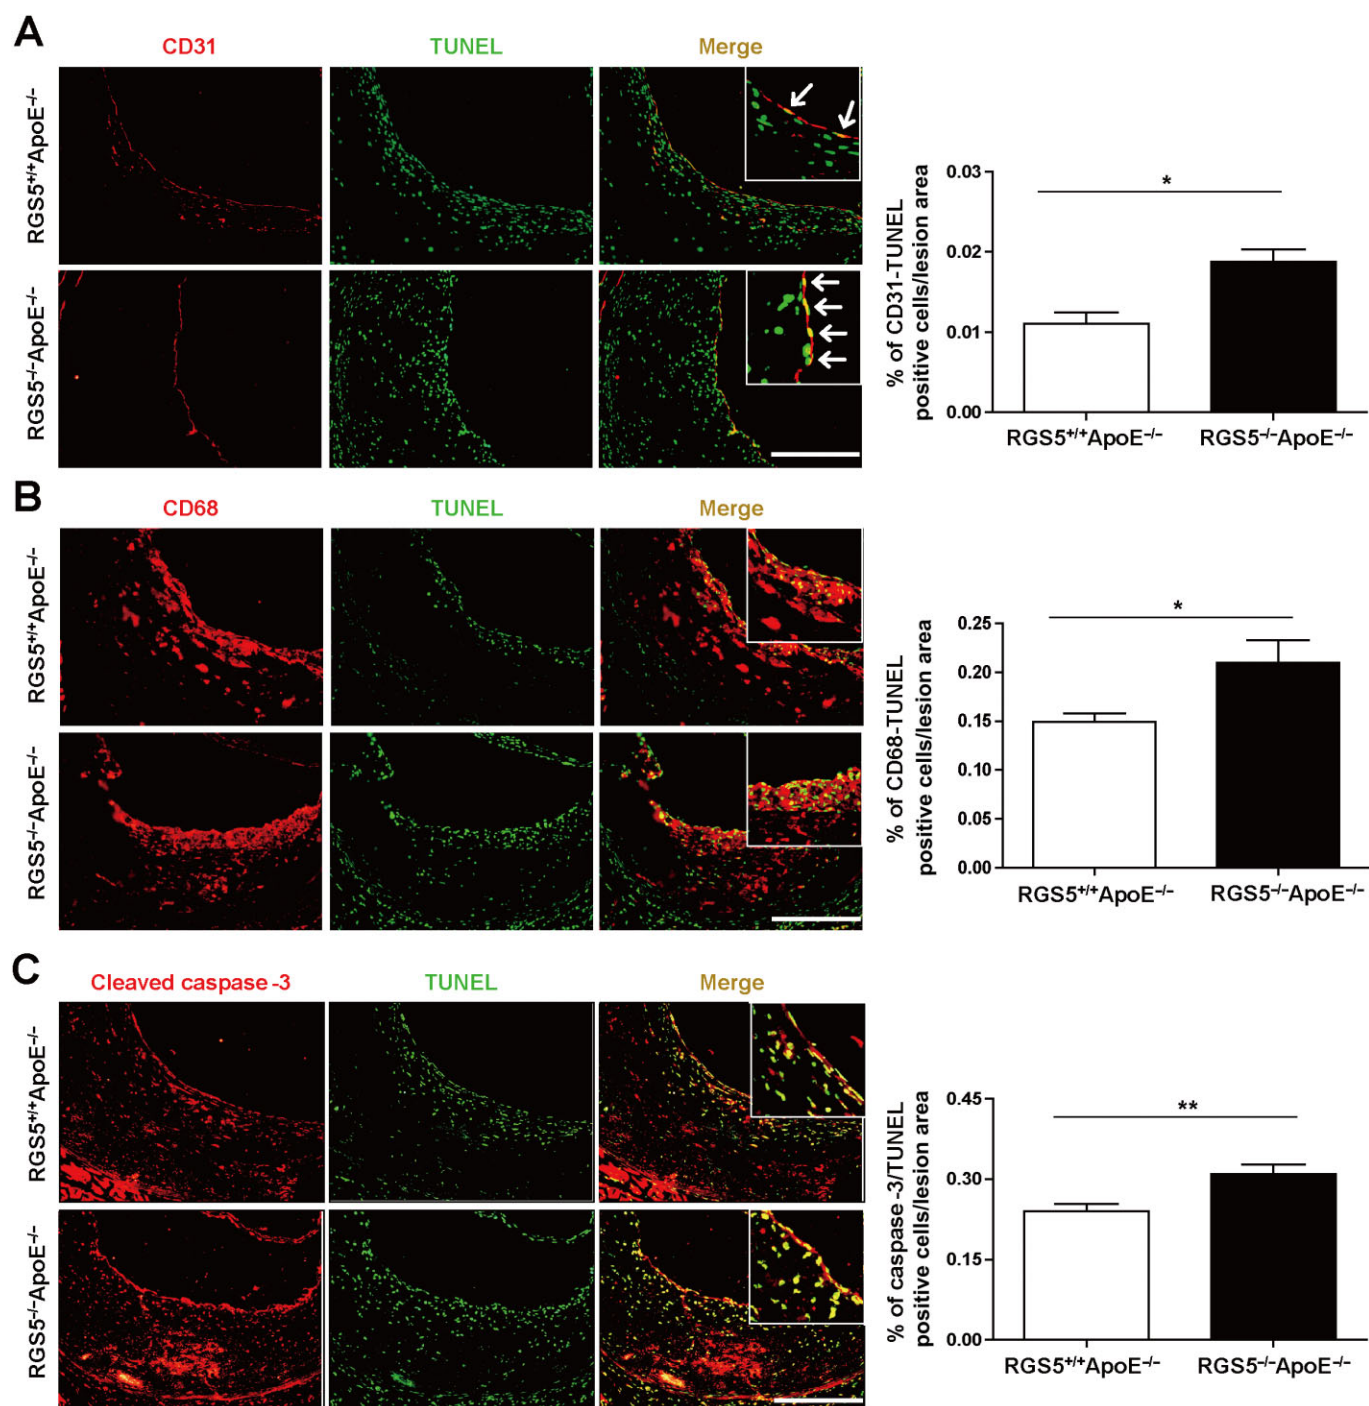 A
CD31 TUNEL Merge
RGS5+/+ApoE-/-
RGS5-/-ApoE-/-
% of CD31-TUNEL
positive cells/lesion area
0.03
0.02
0.01
0.00
*
RGS5+/+ApoE-/- RGS5-/-ApoE-/-
B
CD68 TUNEL Merge
RGS5+/+ApoE-/-
RGS5-/-ApoE-/-
% of CD68-TUNEL
positive cells/lesion area
0.25
0.20
0.15
0.10
0.05
0.00
*
RGS5+/+ApoE-/- RGS5-/-ApoE-/-
C
Cleaved caspase -3 TUNEL Merge
RGS5+/+ApoE-/-
RGS5-/-ApoE-/-
% of caspase -3/TUNEL
positive cells/lesion area
0.45
0.30
0.15
0.00
**
RGS5+/+ApoE-/- RGS5-/-ApoE-/-